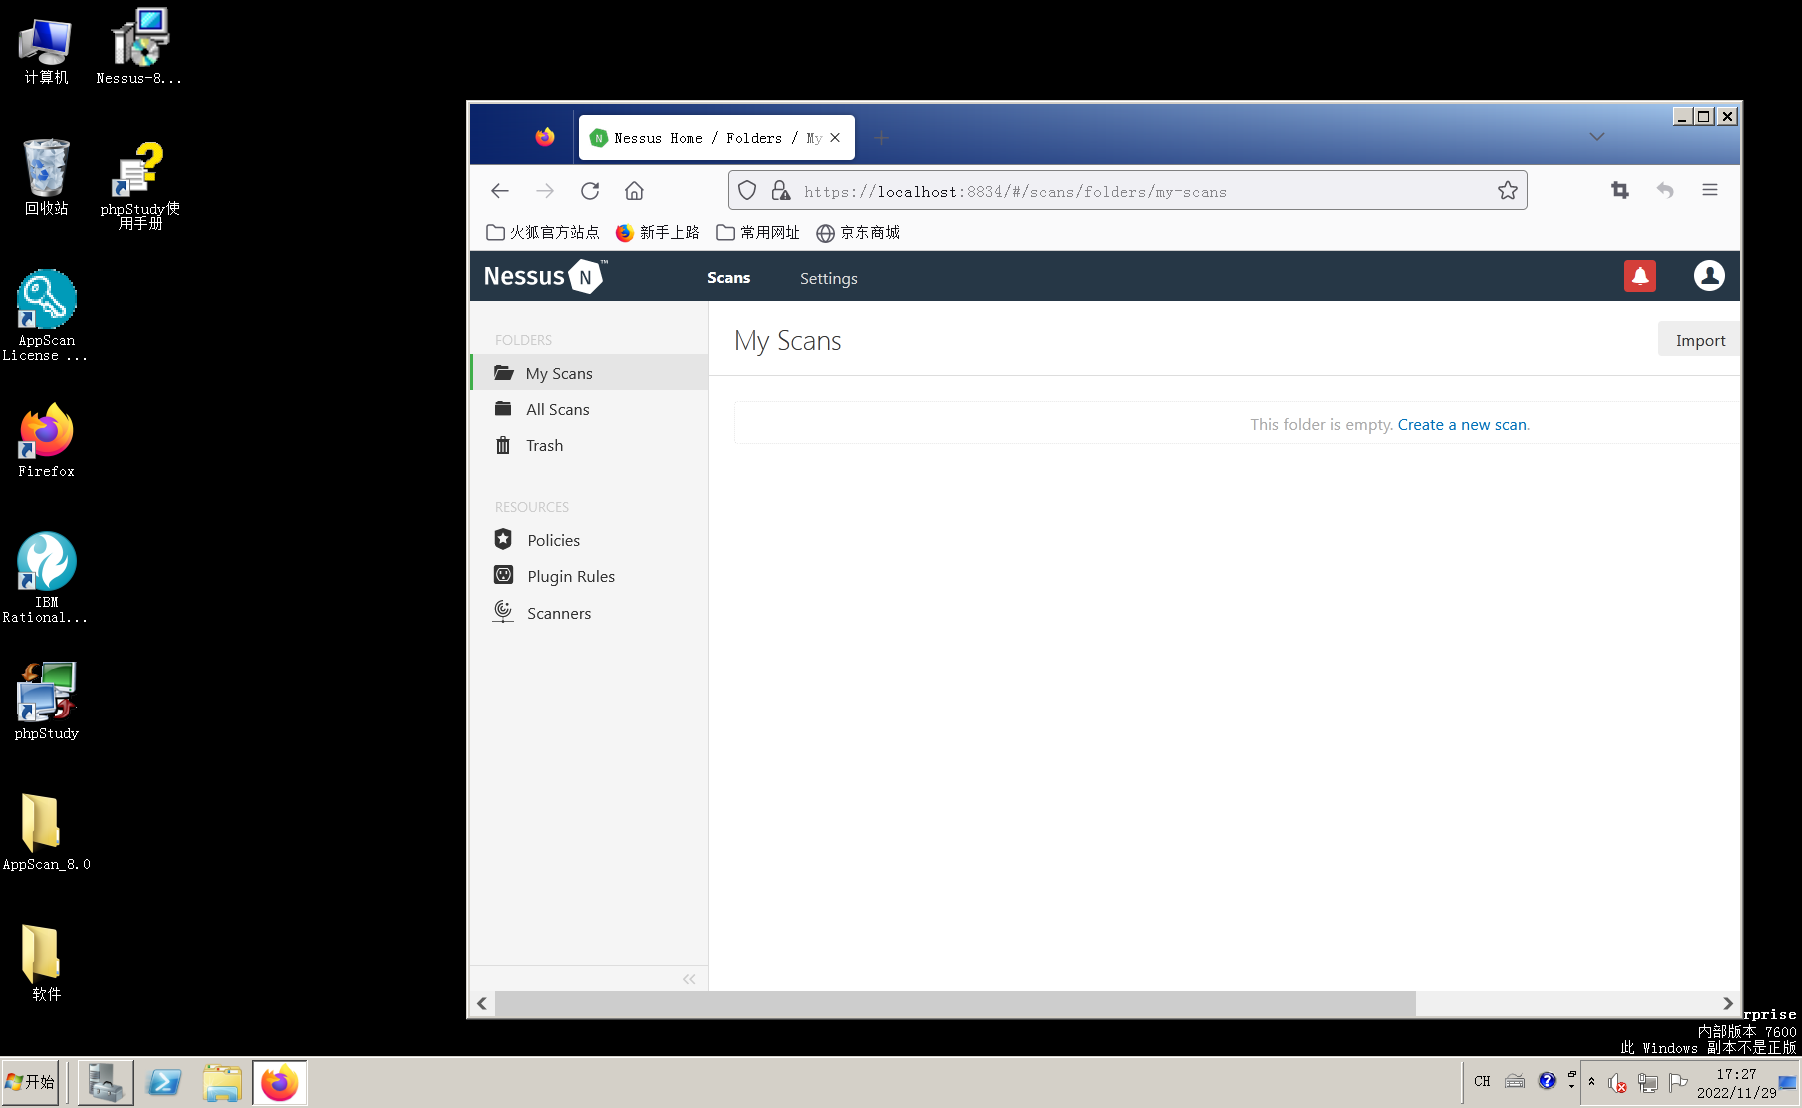 计算机
Nessus-8...
回收站
phpStudy使
用手册
AppScan
License ...
Firefox
IBM
Rational...
phpStudy
AppScan_8.0
软件
Nessus Home / Folders / My
https://localhost:8834/#/scans/folders/my-scans
火狐官方站点
新手上路
常用网址
京东商城
Nessus N ™
Scans
Settings
FOLDERS
My Scans
All Scans
Trash
RESOURCES
Policies
Plugin Rules
Scanners
My Scans
Import
This folder is empty. Create a new scan.
rprise
内部版本 7600
此 Windows 副本不是正版
开始
CH
17:27
2022/11/29